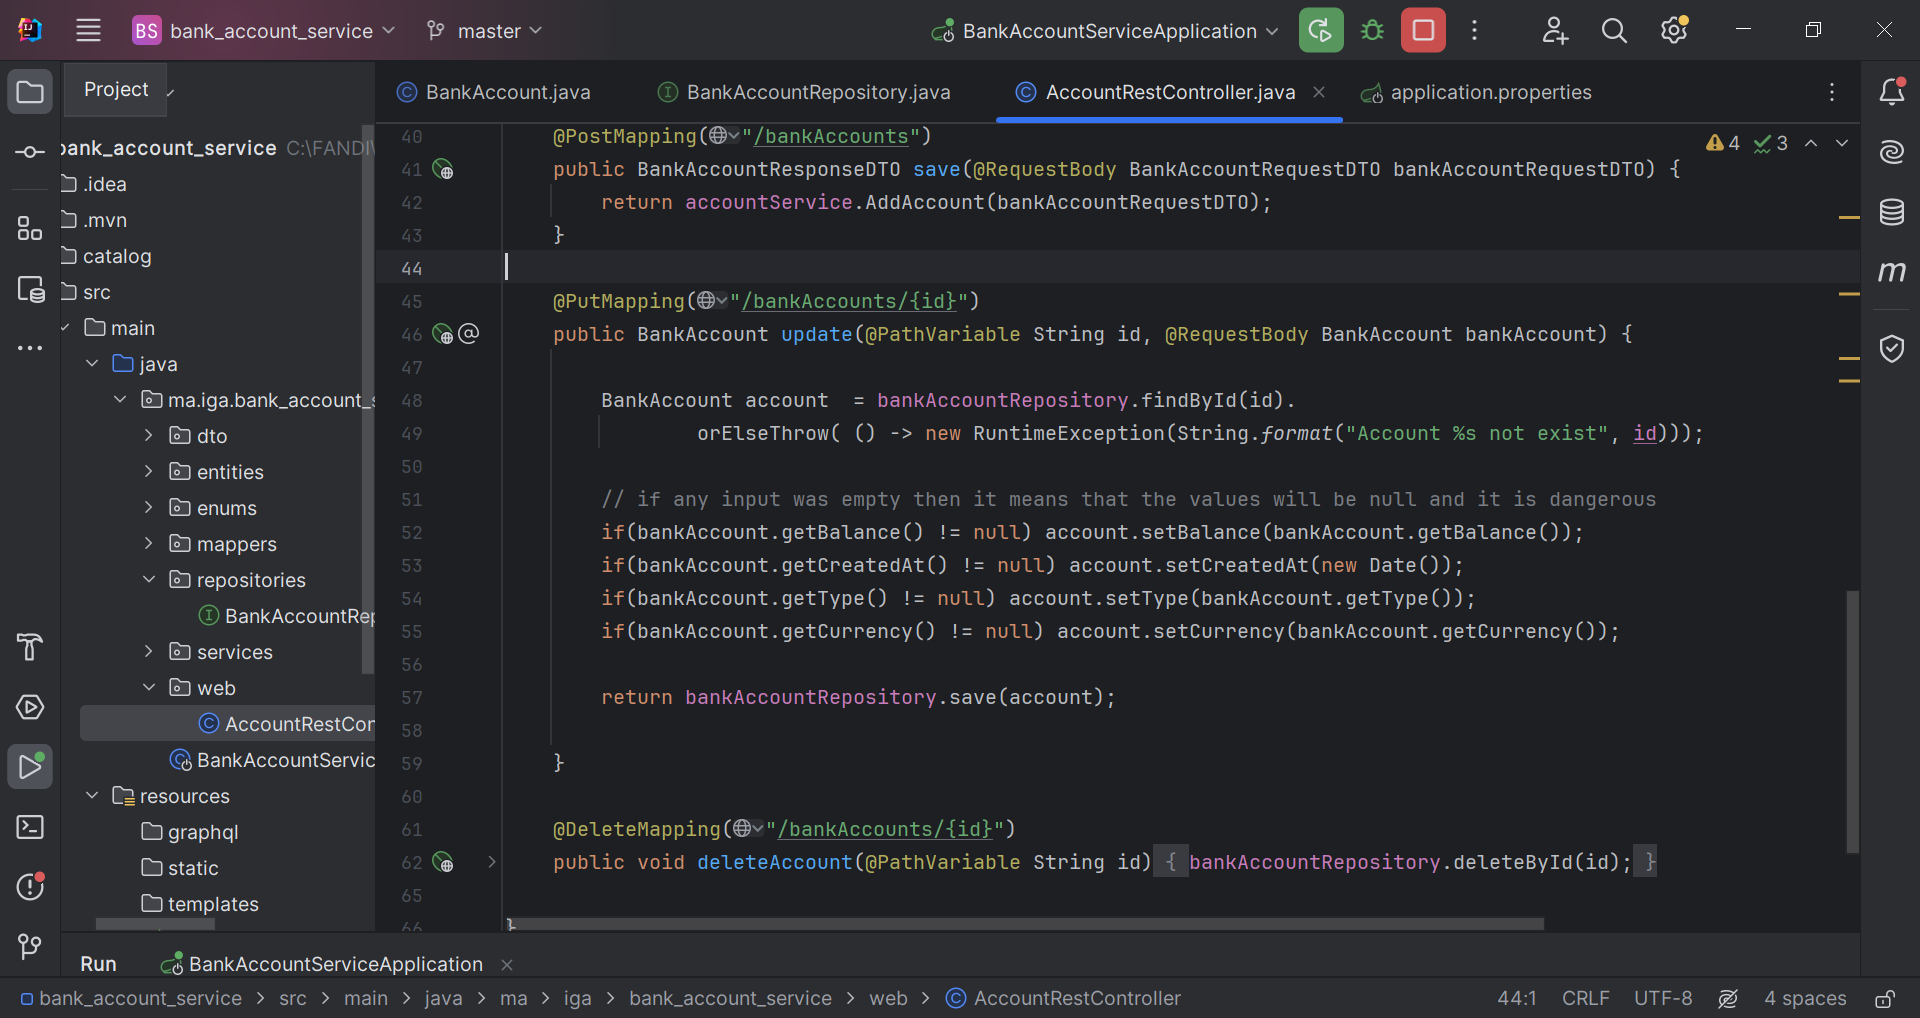 BS bank_account_service master BankAccountServiceApplication
Project
BankAccount.java BankAccountRepository.java AccountRestController.java application.properties
bank_account_service C:\FANDI\
.idea
.mvn
catalog
src
main
java
ma.iga.bank_account_s
dto
entities
enums
mappers
repositories
BankAccountRep
services
web
AccountRestCon
BankAccountServic
resources
graphql
static
templates
4 3
40 @PostMapping("/bankAccounts")
41 public BankAccountResponseDTO save(@RequestBody BankAccountRequestDTO bankAccountRequestDTO) {
42 return accountService.AddAccount(bankAccountRequestDTO);
43 }
44
45 @PutMapping("/bankAccounts/{id}")
46 public BankAccount update(@PathVariable String id, @RequestBody BankAccount bankAccount) {
47
48 BankAccount account  = bankAccountRepository.findById(id).
49 orElseThrow( () -> new RuntimeException(String.format("Account %s not exist", id)));
50
51 // if any input was empty then it means that the values will be null and it is dangerous
52 if(bankAccount.getBalance() != null) account.setBalance(bankAccount.getBalance());
53 if(bankAccount.getCreatedAt() != null) account.setCreatedAt(new Date());
54 if(bankAccount.getType() != null) account.setType(bankAccount.getType());
55 if(bankAccount.getCurrency() != null) account.setCurrency(bankAccount.getCurrency());
56
57 return bankAccountRepository.save(account);
58
59 }
60
61 @DeleteMapping("/bankAccounts/{id}")
62 public void deleteAccount(@PathVariable String id) { bankAccountRepository.deleteById(id); }
65
66 }
Run BankAccountServiceApplication
bank_account_service > src > main > java > ma > iga > bank_account_service > web > AccountRestController 44:1 CRLF UTF-8 4 spaces